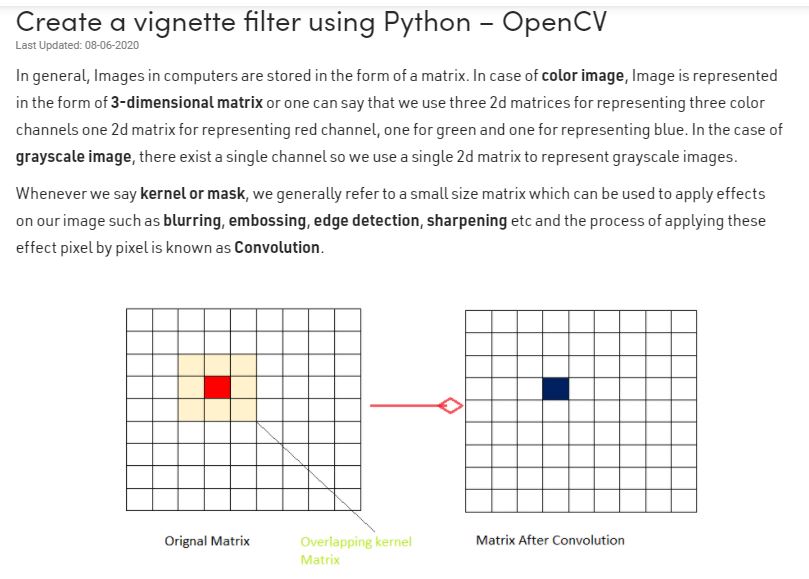 Create a vignette filter using Python – OpenCV
Last Updated: 08-06-2020
In general, Images in computers are stored in the form of a matrix. In case of color image, Image is represented
in the form of 3-dimensional matrix or one can say that we use three 2d matrices for representing three color
channels one 2d matrix for representing red channel, one for green and one for representing blue. In the case of
grayscale image, there exist a single channel so we use a single 2d matrix to represent grayscale images.
Whenever we say kernel or mask, we generally refer to a small size matrix which can be used to apply effects
on our image such as blurring, embossing, edge detection, sharpening etc and the process of applying these
effect pixel by pixel is known as Convolution.
Orignal Matrix
Overlapping kernel
Matrix
Matrix After Convolution